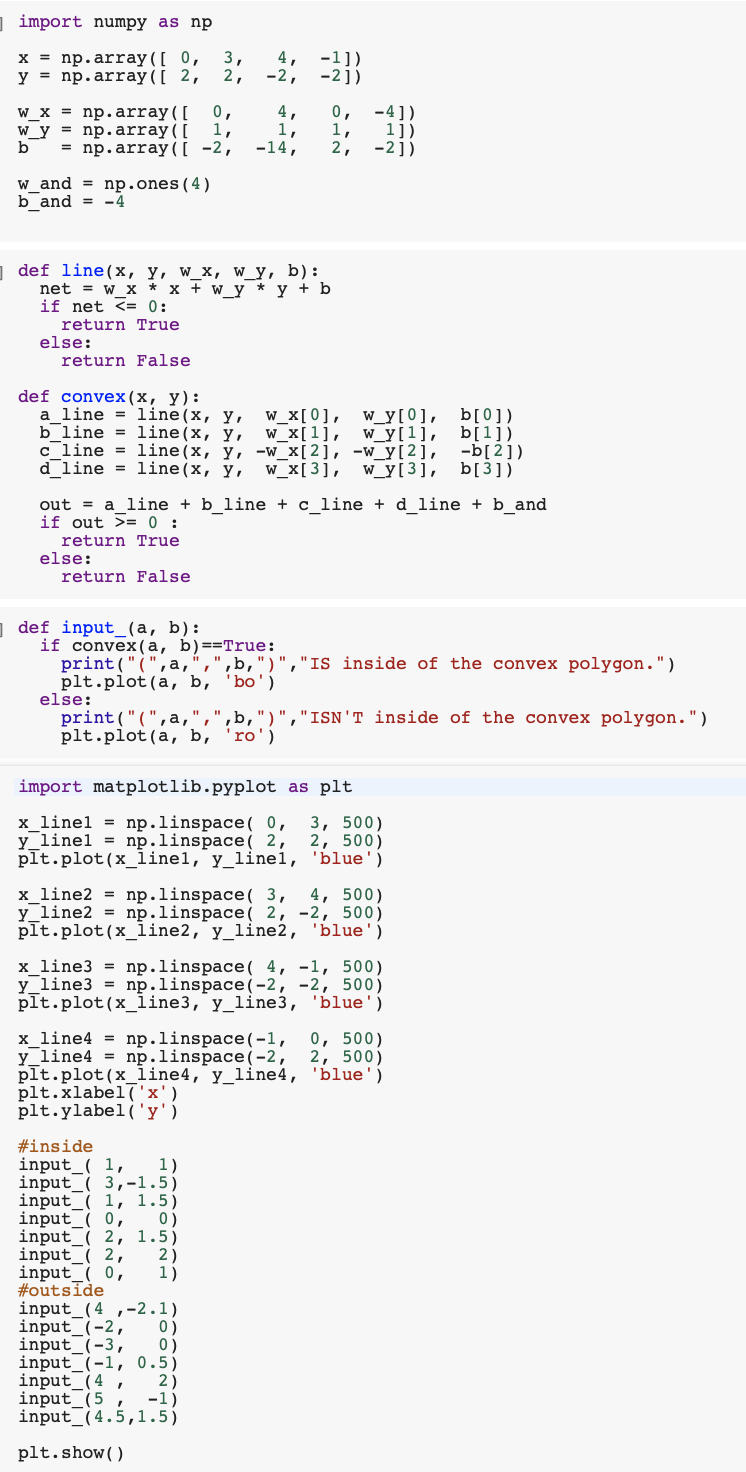 import numpy as np
x = np.array([ 0,  3,   4,  -1])
y = np.array([ 2,  2,  -2,  -2])
w_x = np.array([  0,    4,    0,  -4])
w_y = np.array([  1,    1,    1,   1])
b   = np.array([ -2,  -14,    2,  -2])
w_and = np.ones(4)
b_and = -4
def line(x, y, w_x, w_y, b):
  net = w_x * x + w_y * y + b
  if net <= 0:
    return True
  else:
    return False
def convex(x, y):
  a_line = line(x, y,  w_x[0],  w_y[0],  b[0])
  b_line = line(x, y,  w_x[1],  w_y[1],  b[1])
  c_line = line(x, y, -w_x[2], -w_y[2],  -b[2])
  d_line = line(x, y,  w_x[3],  w_y[3],  b[3])
  out = a_line + b_line + c_line + d_line + b_and
  if out >= 0 :
    return True
  else:
    return False
def input_(a, b):
  if convex(a, b)==True:
    print("(",a,",",b,")","IS inside of the convex polygon.")
    plt.plot(a, b, 'bo')
  else:
    print("(",a,",",b,")","ISN'T inside of the convex polygon.")
    plt.plot(a, b, 'ro')
import matplotlib.pyplot as plt
x_line1 = np.linspace( 0,  3, 500)
y_line1 = np.linspace( 2,  2, 500)
plt.plot(x_line1, y_line1, 'blue')
x_line2 = np.linspace( 3,  4, 500)
y_line2 = np.linspace( 2, -2, 500)
plt.plot(x_line2, y_line2, 'blue')
x_line3 = np.linspace( 4, -1, 500)
y_line3 = np.linspace(-2, -2, 500)
plt.plot(x_line3, y_line3, 'blue')
x_line4 = np.linspace(-1,  0, 500)
y_line4 = np.linspace(-2,  2, 500)
plt.plot(x_line4, y_line4, 'blue')
plt.xlabel('x')
plt.ylabel('y')
#inside
input_( 1,   1)
input_( 3,-1.5)
input_( 1, 1.5)
input_( 0,   0)
input_( 2, 1.5)
input_( 2,   2)
input_( 0,   1)
#outside
input_(4 ,-2.1)
input_(-2,   0)
input_(-3,   0)
input_(-1, 0.5)
input_(4 ,   2)
input_(5 ,  -1)
input_(4.5,1.5)
plt.show()